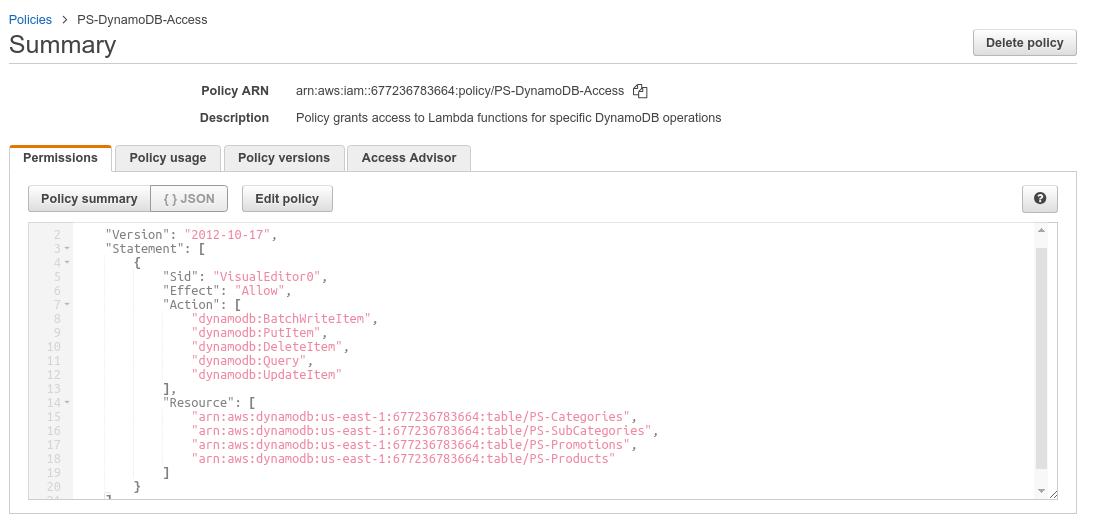 Policies > PS-DynamoDB-Access
Summary
Delete policy
Policy ARN arn:aws:iam::677236783664:policy/PS-DynamoDB-Access
Description Policy grants access to Lambda functions for specific DynamoDB operations
Permissions Policy usage Policy versions Access Advisor
Policy summary { } JSON Edit policy ?
2 "Version": "2012-10-17",
3 "Statement": [
4 {
5 "Sid": "VisualEditor0",
6 "Effect": "Allow",
7 "Action": [
8 "dynamodb:BatchWriteItem",
9 "dynamodb:PutItem",
10 "dynamodb:DeleteItem",
11 "dynamodb:Query",
12 "dynamodb:UpdateItem"
13 ],
14 "Resource": [
15 "arn:aws:dynamodb:us-east-1:677236783664:table/PS-Categories",
16 "arn:aws:dynamodb:us-east-1:677236783664:table/PS-SubCategories",
17 "arn:aws:dynamodb:us-east-1:677236783664:table/PS-Promotions",
18 "arn:aws:dynamodb:us-east-1:677236783664:table/PS-Products"
19 ]
20 }